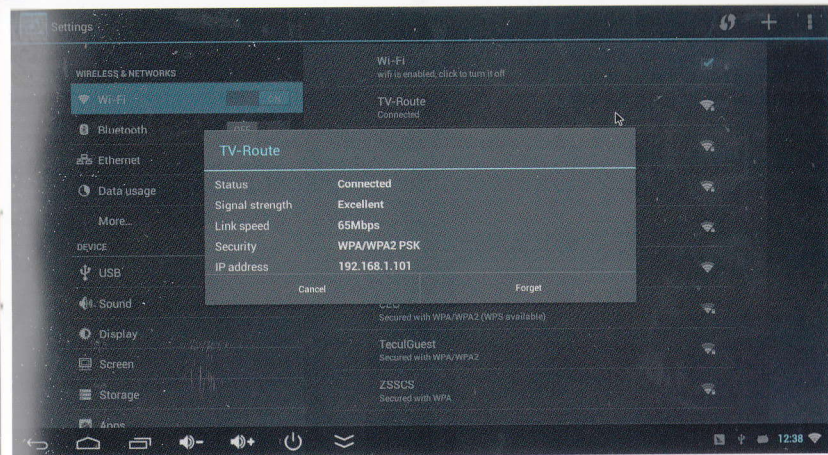 Settings
WIRELESS & NETWORKS
Wi-Fi ON
Bluetooth OFF
Ethernet
Data usage
More...
DEVICE
USB
Sound
Display
Screen
Storage
Apps
Wi-Fi
wifi is enabled, click to turn it off
TV-Route
Connected
TV-Route
Status Connected
Signal strength Excellent
Link speed 65Mbps
Security WPA/WPA2 PSK
IP address 192.168.1.101
Cancel Forget
Secured with WPA/WPA2 (WPS available)
TeculGuest
Secured with WPA/WPA2
ZSSCS
Secured with WPA
12:38